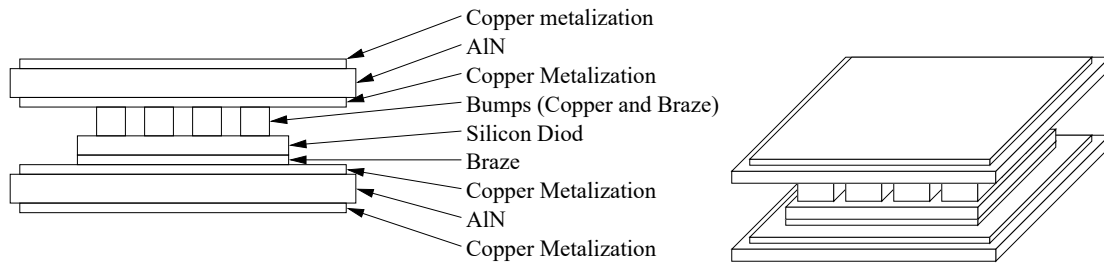 Copper metalization
AlN
Copper Metalization
Bumps (Copper and Braze)
Silicon Diod
Braze
Copper Metalization
AlN
Copper Metalization